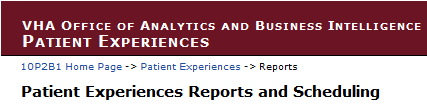 VHA Office of Analytics and Business Intelligence
Patient Experiences
10P2B1 Home Page -> Patient Experiences -> Reports
Patient Experiences Reports and Scheduling